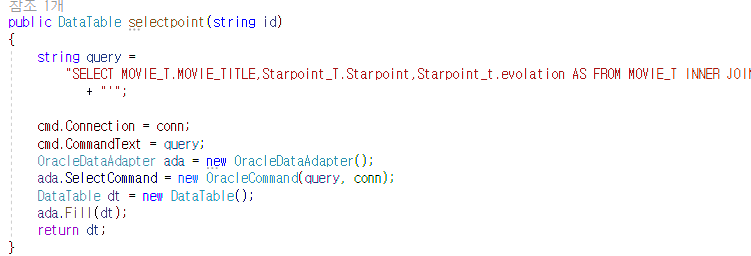 참조 1개
public DataTable selectpoint(string id)
{
string query =
"SELECT MOVIE_T.MOVIE_TITLE,Starpoint_T.Starpoint,Starpoint_t.evolation AS FROM MOVIE_T INNER JOIN
+ "'";
cmd.Connection = conn;
cmd.CommandText = query;
OracleDataAdapter ada = new OracleDataAdapter();
ada.SelectCommand = new OracleCommand(query, conn);
DataTable dt = new DataTable();
ada.Fill(dt);
return dt;
}